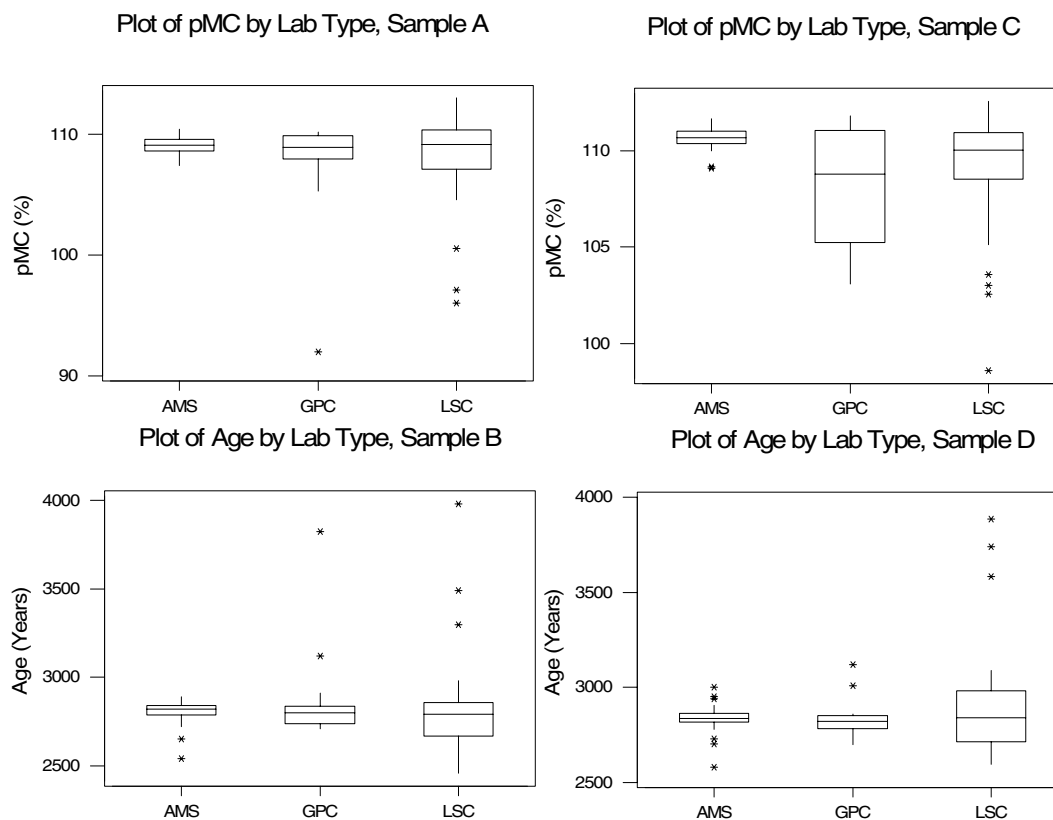 Plot of pMC by Lab Type, Sample A
110
100
90
pMC (%)
AMS GPC LSC
Plot of pMC by Lab Type, Sample C
110
105
100
pMC (%)
AMS GPC LSC
Plot of Age by Lab Type, Sample B
4000
3500
3000
2500
Age (Years)
AMS GPC LSC
Plot of Age by Lab Type, Sample D
4000
3500
3000
2500
Age (Years)
AMS GPC LSC